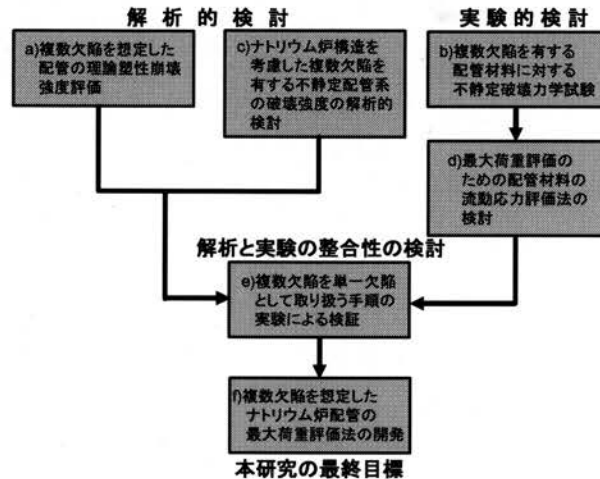 解析的検討
実験的検討
a)複数欠陥を想定した
配管の理論塑性崩壊
強度評価
c)ナトリウム炉構造を
考慮した複数欠陥を
有する不静定配管系
の破壊強度の解析的
検討
b)複数欠陥を有する
配管材料に対する
不静定破壊力学試験
d)最大荷重評価の
ための配管材料の
流動応力評価法の
検討
解析と実験の整合性の検討
e)複数欠陥を単一欠陥
として取り扱う手順の
実験による検証
f)複数欠陥を想定した
ナトリウム炉配管の
最大荷重評価法の開発
本研究の最終目標